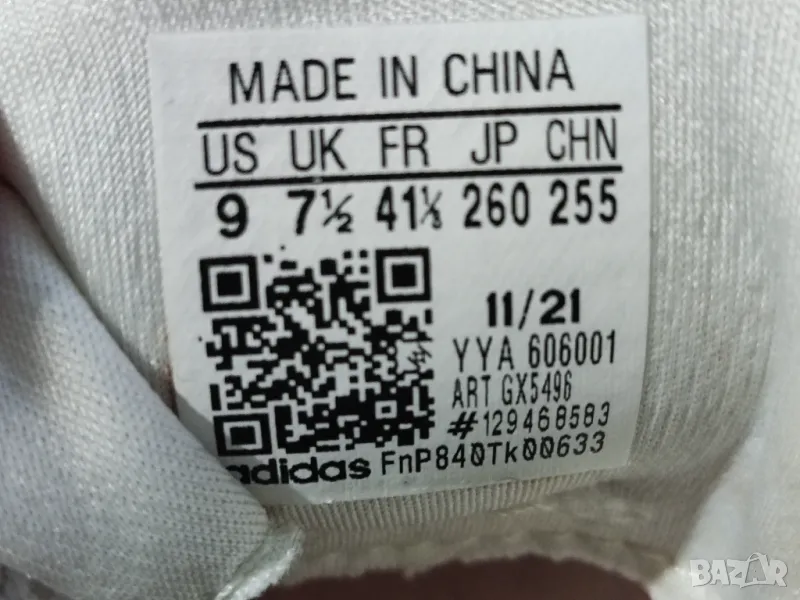 MADE IN CHINA
US UK FR JP CHN
9 7½ 41⅓ 260 255
11/21
YYA 606001
ART GX5496
#129468583
adidas FnP840Tk00633
BAZAR